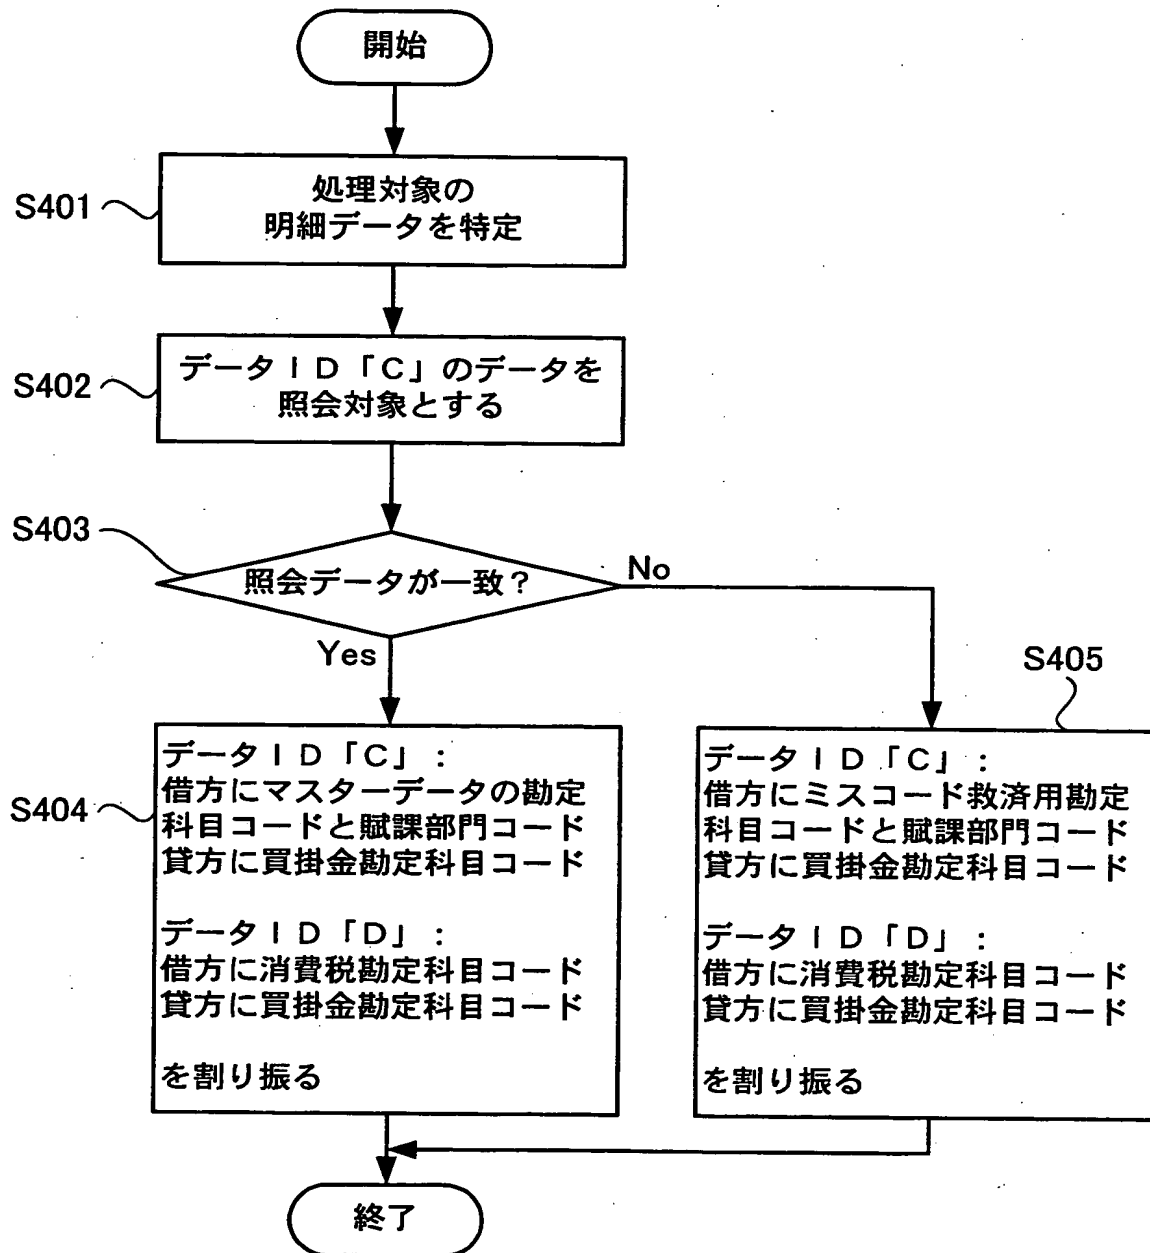 開始
S401
処理対象の
明細データを特定
S402
データID「C」のデータを
照会対象とする
S403
照会データが一致?
No
Yes
S404
データID「C」:
借方にマスターデータの勘定
科目コードと賦課部門コード
貸方に買掛金勘定科目コード
データID「D」:
借方に消費税勘定科目コード
貸方に買掛金勘定科目コード
を割り振る
S405
データID「C」:
借方にミスコード救済用勘定
科目コードと賦課部門コード
貸方に買掛金勘定科目コード
データID「D」:
借方に消費税勘定科目コード
貸方に買掛金勘定科目コード
を割り振る
終了